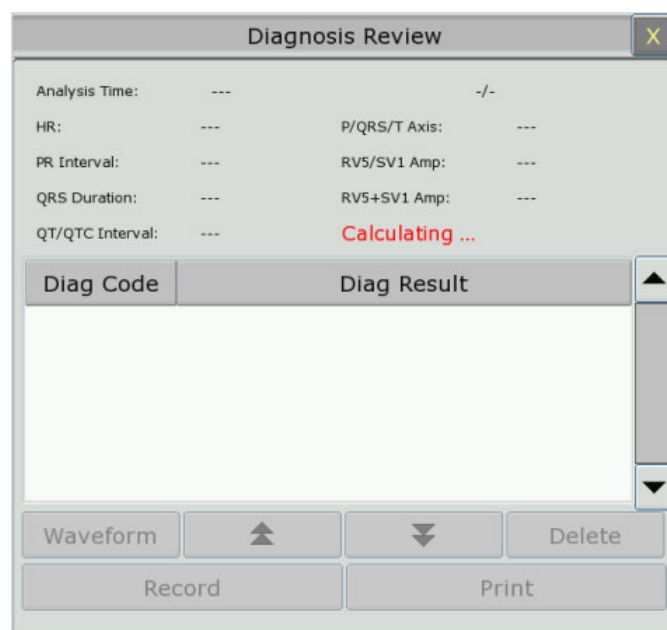 Diagnosis Review X
Analysis Time: --- -/-
HR: --- P/QRS/T Axis: ---
PR Interval: --- RV5/SV1 Amp: ---
QRS Duration: --- RV5+SV1 Amp: ---
QT/QTC Interval: --- Calculating ...
Diag Code Diag Result
Waveform Delete
Record Print